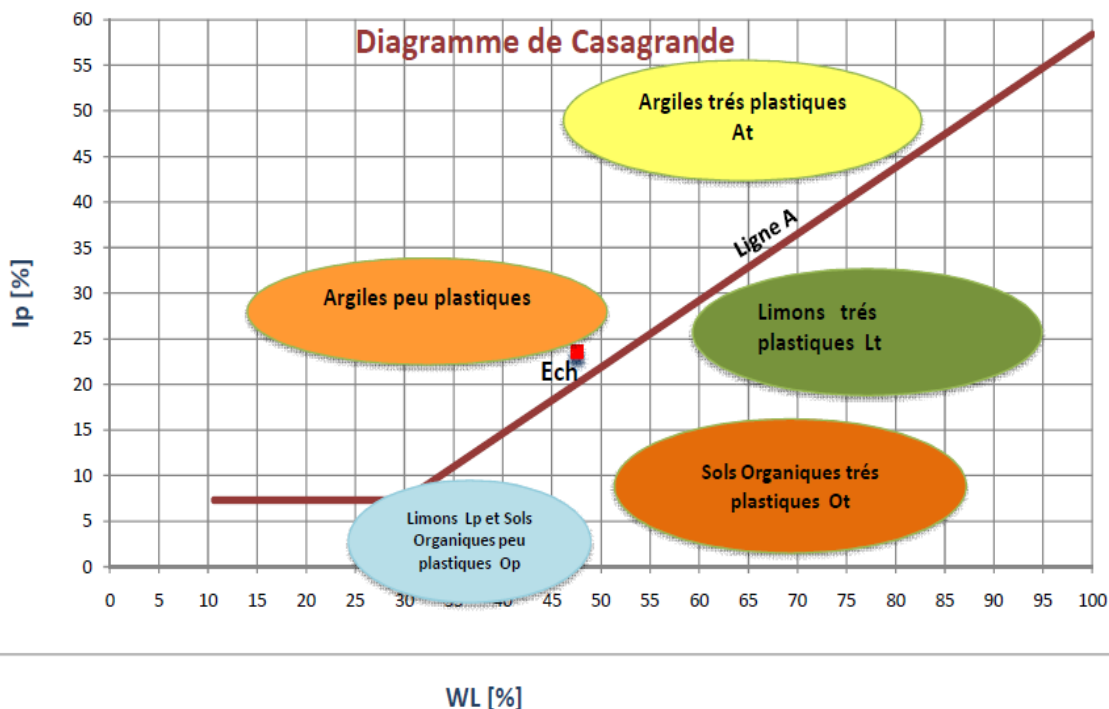 Diagramme de Casagrande
60
55
50
45
40
35
30
25
20
15
10
5
0
Ip [%]
Argiles trés plastiques
At
Ligne A
Argiles peu plastiques
Limons trés
plastiques Lt
Ech
Sols Organiques trés
plastiques Ot
Limons Lp et Sols
Organiques peu
plastiques Op
0 5 10 15 20 25 30 35 40 45 50 55 60 65 70 75 80 85 90 95 100
WL [%]